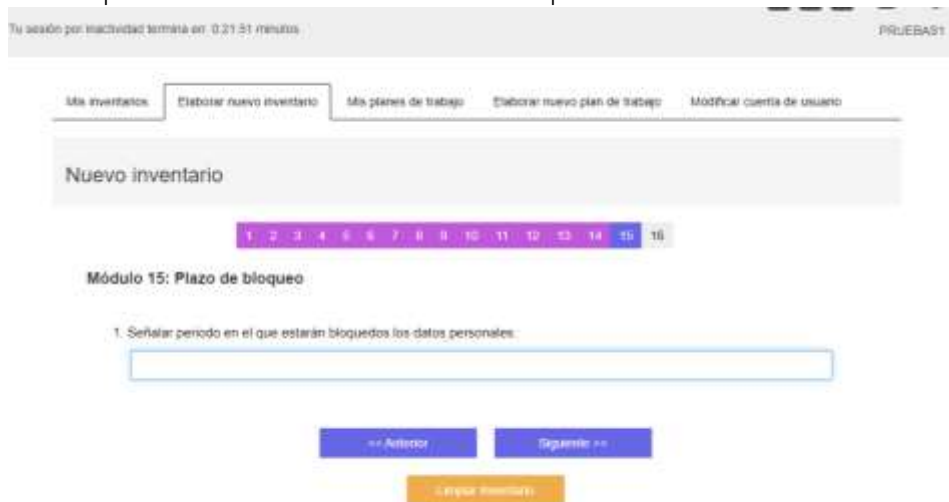 Tu sesión por inactividad termina en: 0:21:51 minutos
PRUEBAS1
Mis inventarios Elaborar nuevo inventario Mis planes de trabajo Elaborar nuevo plan de trabajo Modificar cuenta de usuario
Nuevo inventario
1 2 3 4 5 6 7 8 9 10 11 12 13 14 15 16
Módulo 15: Plazo de bloqueo
1. Señalar periodo en el que estarán bloquedos los datos personales:
<< Anterior Siguiente >>
Limpiar inventario